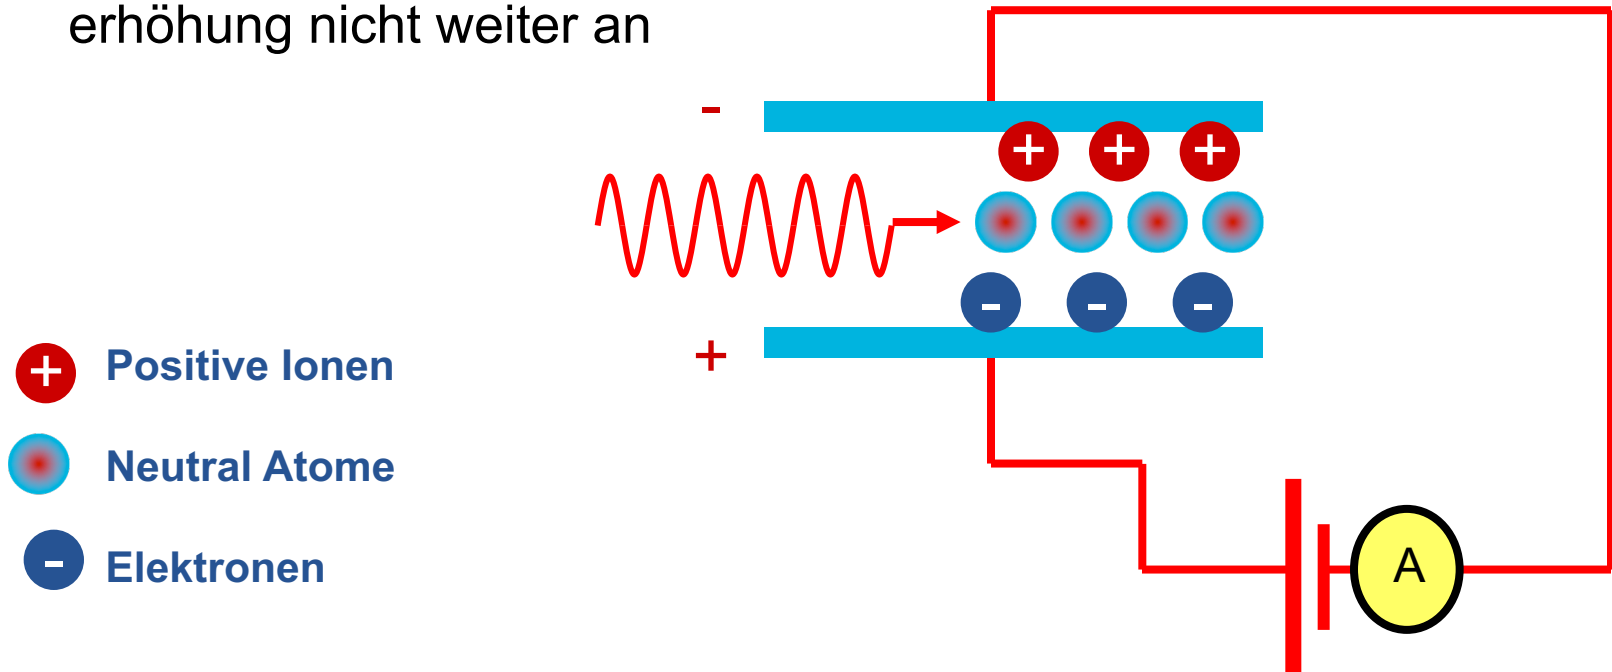 erhöhung nicht weiter an
-
+ + +
- - -
+
+ Positive Ionen
Neutral Atome
- Elektronen
A